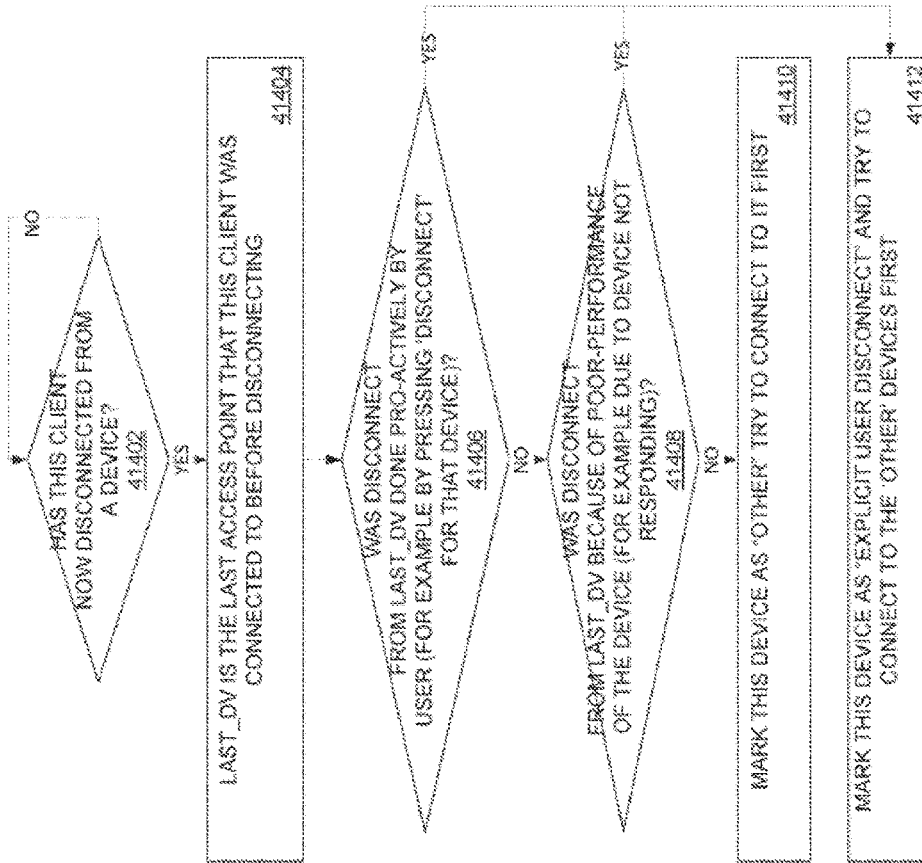 HAS THIS CLIENT
NOW DISCONNECTED FROM
A DEVICE?
41402
NO
YES
LAST_DV IS THE LAST ACCESS POINT THAT THIS CLIENT WAS
CONNECTED TO BEFORE DISCONNECTING
41404
WAS DISCONNECT
FROM LAST_DV DONE PRO-ACTIVELY BY
USER (FOR EXAMPLE BY PRESSING 'DISCONNECT'
FOR THAT DEVICE)?
41406
YES
NO
WAS DISCONNECT
FROM LAST_DV BECAUSE OF POOR-PERFORMANCE
OF THE DEVICE (FOR EXAMPLE DUE TO DEVICE NOT
RESPONDING?
41408
YES
NO
MARK THIS DEVICE AS 'OTHER' TRY TO CONNECT TO IT FIRST
41410
MARK THIS DEVICE AS 'EXPLICIT USER DISCONNECT' AND TRY TO
CONNECT TO THE 'OTHER' DEVICES FIRST
41412